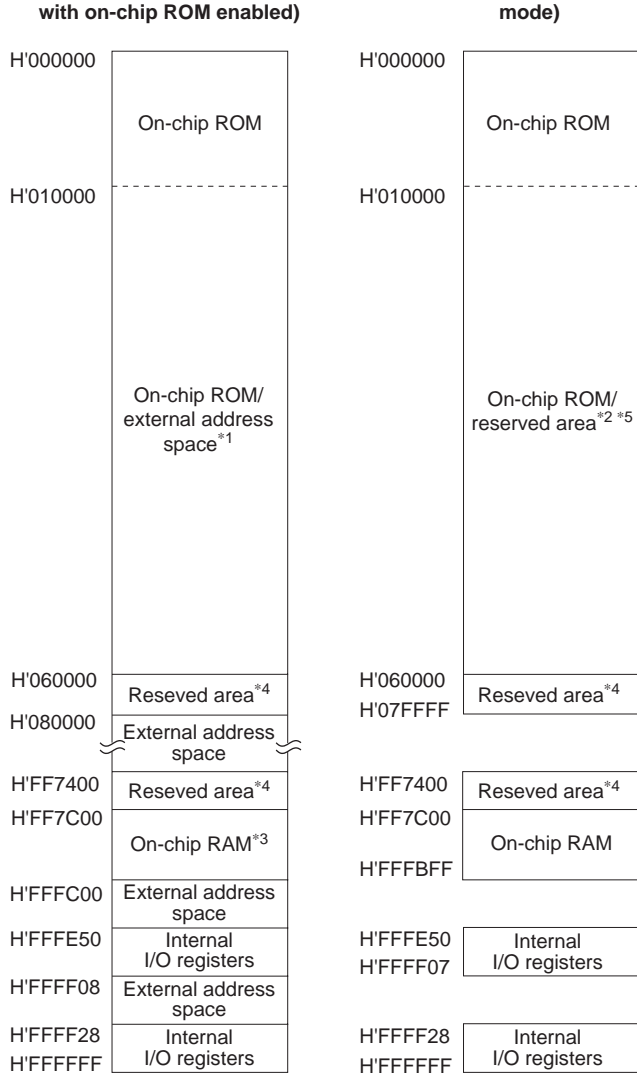 with on-chip ROM enabled)
H'000000
On-chip ROM
H'010000
On-chip ROM/
external address
space*1
H'060000
Reseved area*4
H'080000
External address
space
H'FF7400
Reseved area*4
H'FF7C00
On-chip RAM*3
H'FFFC00
External address
space
H'FFFE50
Internal
I/O registers
H'FFFF08
External address
space
H'FFFF28
Internal
I/O registers
H'FFFFFF
mode)
H'000000
On-chip ROM
H'010000
On-chip ROM/
reserved area*2 *5
H'060000
Reseved area*4
H'07FFFF
H'FF7400
Reseved area*4
H'FF7C00
On-chip RAM
H'FFFBFF
H'FFFE50
Internal
I/O registers
H'FFFF07
H'FFFF28
Internal
I/O registers
H'FFFFFF